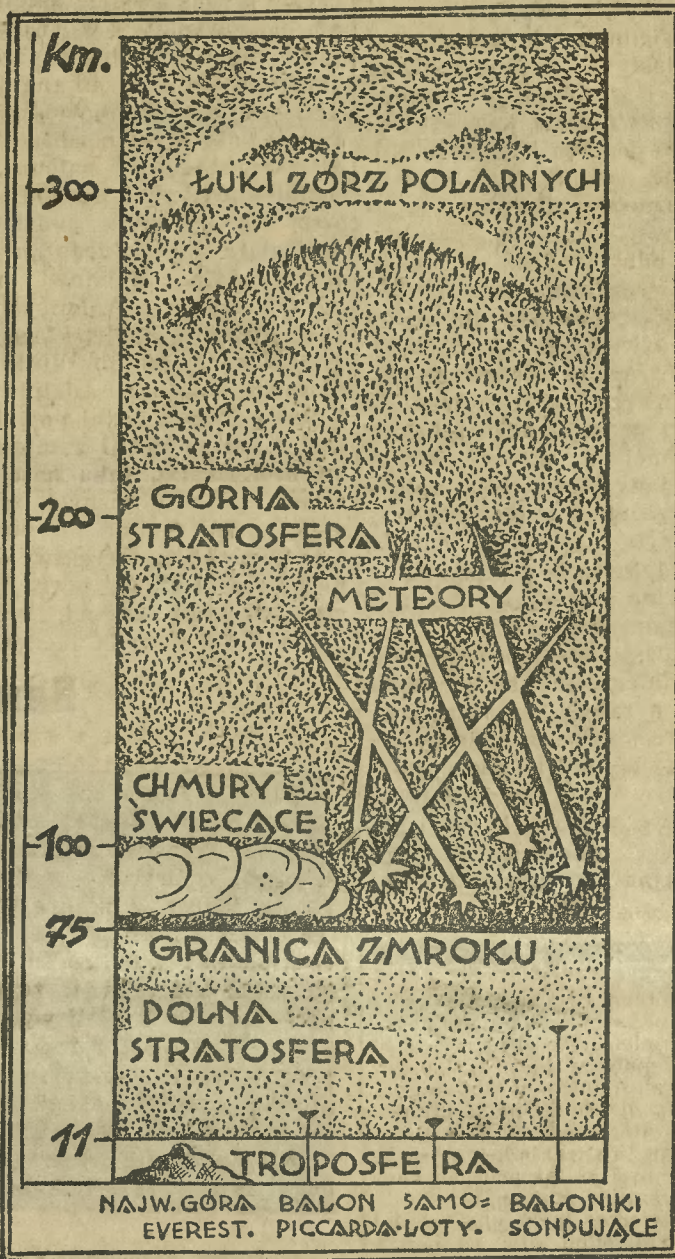 km.
300
ŁUKI ZÓRZ POLARNYCH
200
GÓRNA
STRATOSFERA
METEORY
CHMURY
ŚWIECĄCE
100
75
GRANICA ZMROKU
DOLNA
STRATOSFERA
11
TROPOSFERA
NAJW. GÓRA BALON SAMO= BALONIKI
EVEREST. PICCARDA·LOTY. SONDUJĄCE